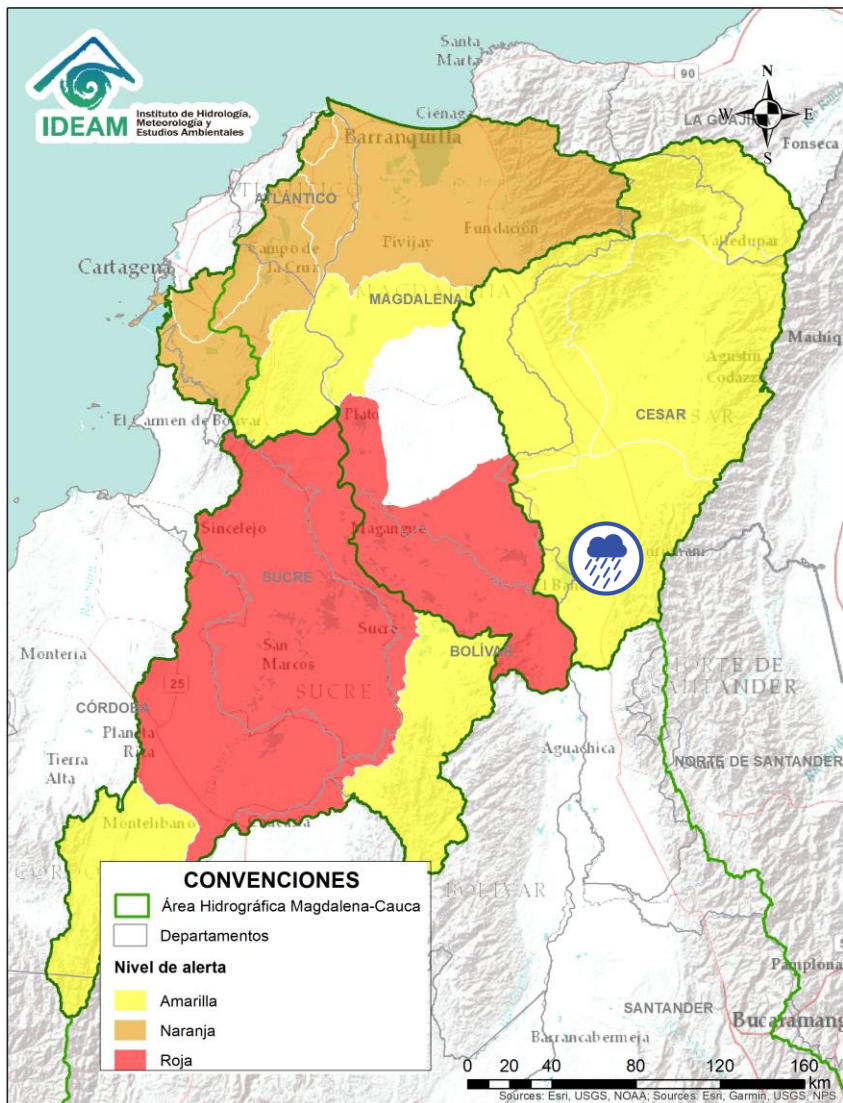 IDEAM
Instituto de Hidrología,
Meteorología y
Estudios Ambientales
Santa
Marta
90
N
W
E
S
Ciénaga
LA GUAJIRA
Fonseca
Barranquilla
ATLÁNTICO
Cartagena
Campo de
la Cruz
Pivijay
Fundación
Valledupar
MAGDALENA
Agustín
Codazzi
CESAR
El Carmen de Bolívar
Plato
Sincelejo
Magangué
SUCRE
San
Marcos
Sucre
SUCRE
BOLÍVAR
Montería
25
CÓRDOBA
Planeta
Rica
Tierra
Alta
Montelíbano
Aguachica
NORTE DE
SANTANDER
NORTE DE SANTANDER
BOLÍVAR
CONVENCIONES
Área Hidrográfica Magdalena-Cauca
Departamentos
Nivel de alerta
Amarilla
Naranja
Roja
SANTANDER
Pamplona
Bucaramang
Barrancabermeja
0 20 40 80 120 160
km
Sources: Esri, USGS, NOAA; Sources: Esri, Garmin, USGS, NPS